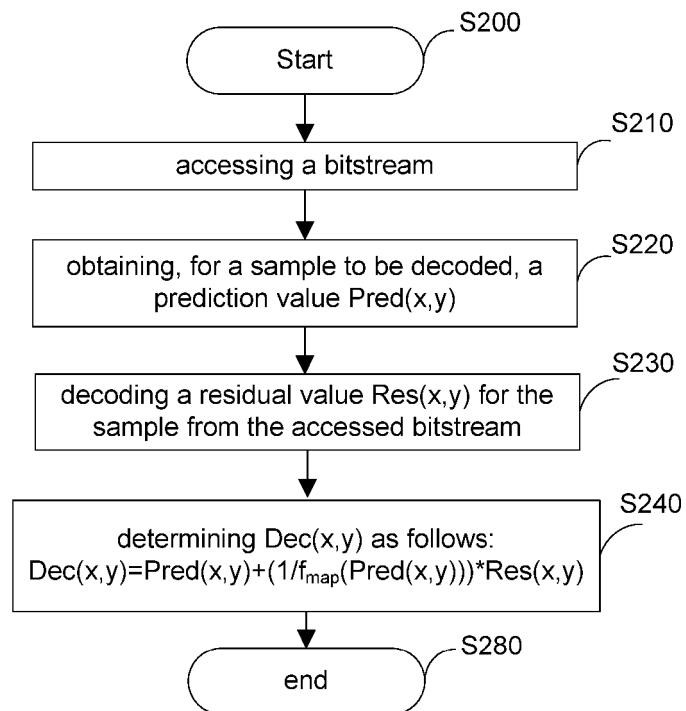 S200
Start
S210
accessing a bitstream
S220
obtaining, for a sample to be decoded, a
prediction value Pred(x,y)
S230
decoding a residual value Res(x,y) for the
sample from the accessed bitstream
S240
determining Dec(x,y) as follows:
Dec(x,y)=Pred(x,y)+(1/fmap(Pred(x,y)))*Res(x,y)
S280
end